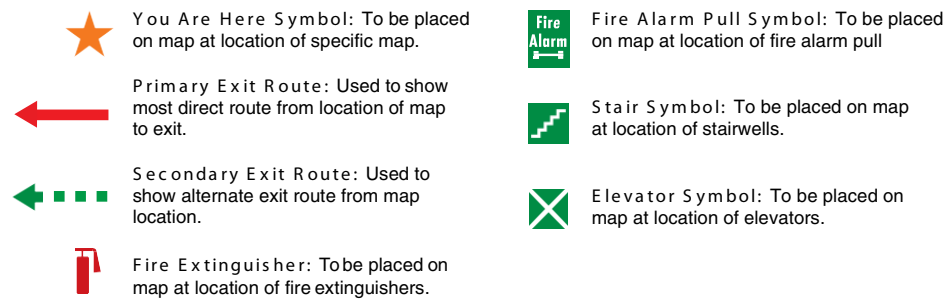 You Are Here Symbol: To be placed
on map at location of specific map.
Primary Exit Route: Used to show
most direct route from location of map
to exit.
Secondary Exit Route: Used to
show alternate exit route from map
location.
Fire Extinguisher: To be placed on
map at location of fire extinguishers.
Fire
Alarm
Fire Alarm Pull Symbol: To be placed
on map at location of fire alarm pull
Stair Symbol: To be placed on map
at location of stairwells.
Elevator Symbol: To be placed on
map at location of elevators.